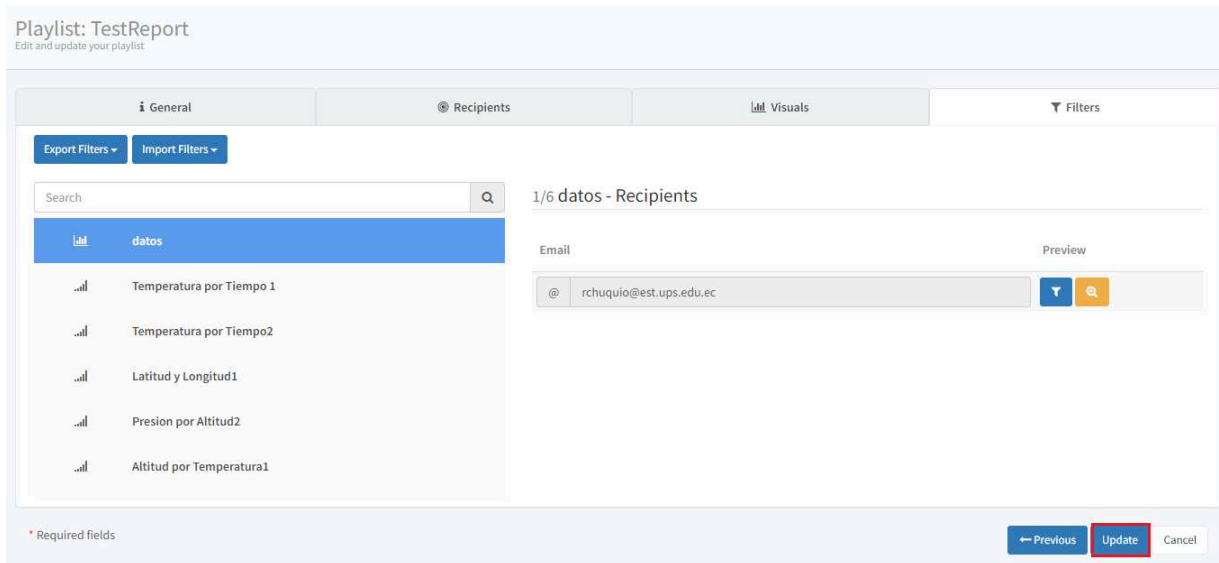 Playlist: TestReport
Edit and update your playlist
General
Recipients
Visuals
Filters
Export Filters
Import Filters
Search
1/6 datos - Recipients
datos
Email
Preview
Temperatura por Tiempo 1
@ rchuquio@est.ups.edu.ec
Temperatura por Tiempo2
Latitud y Longitud1
Presion por Altitud2
Altitud por Temperatura1
* Required fields
Previous
Update
Cancel